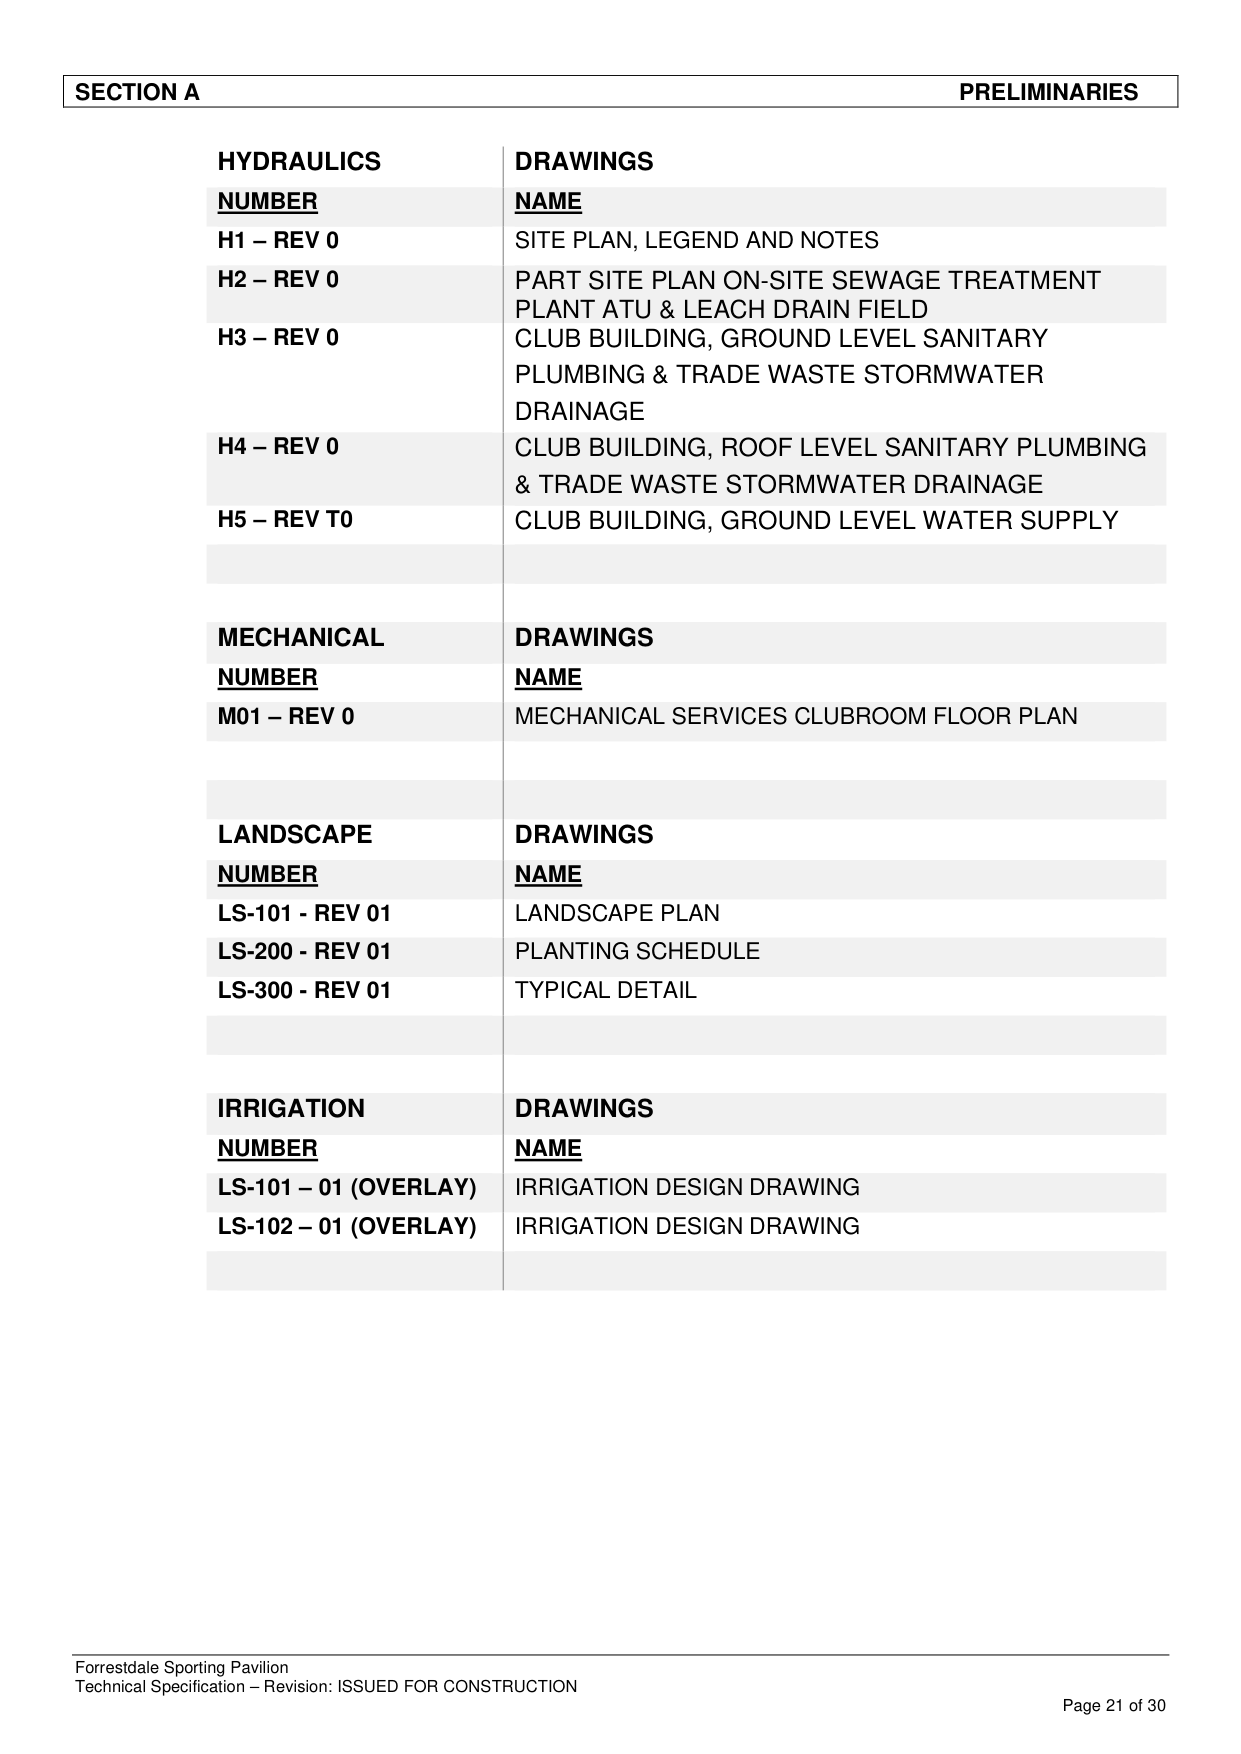 SECTION A PRELIMINARIES
HYDRAULICS DRAWINGS
NUMBER NAME
H1 – REV 0 SITE PLAN, LEGEND AND NOTES
H2 – REV 0 PART SITE PLAN ON-SITE SEWAGE TREATMENT
PLANT ATU & LEACH DRAIN FIELD
H3 – REV 0 CLUB BUILDING, GROUND LEVEL SANITARY
PLUMBING & TRADE WASTE STORMWATER
DRAINAGE
H4 – REV 0 CLUB BUILDING, ROOF LEVEL SANITARY PLUMBING
& TRADE WASTE STORMWATER DRAINAGE
H5 – REV T0 CLUB BUILDING, GROUND LEVEL WATER SUPPLY
MECHANICAL DRAWINGS
NUMBER NAME
M01 – REV 0 MECHANICAL SERVICES CLUBROOM FLOOR PLAN
LANDSCAPE DRAWINGS
NUMBER NAME
LS-101 - REV 01 LANDSCAPE PLAN
LS-200 - REV 01 PLANTING SCHEDULE
LS-300 - REV 01 TYPICAL DETAIL
IRRIGATION DRAWINGS
NUMBER NAME
LS-101 – 01 (OVERLAY) IRRIGATION DESIGN DRAWING
LS-102 – 01 (OVERLAY) IRRIGATION DESIGN DRAWING
Forrestdale Sporting Pavilion
Technical Specification – Revision: ISSUED FOR CONSTRUCTION
Page 21 of 30